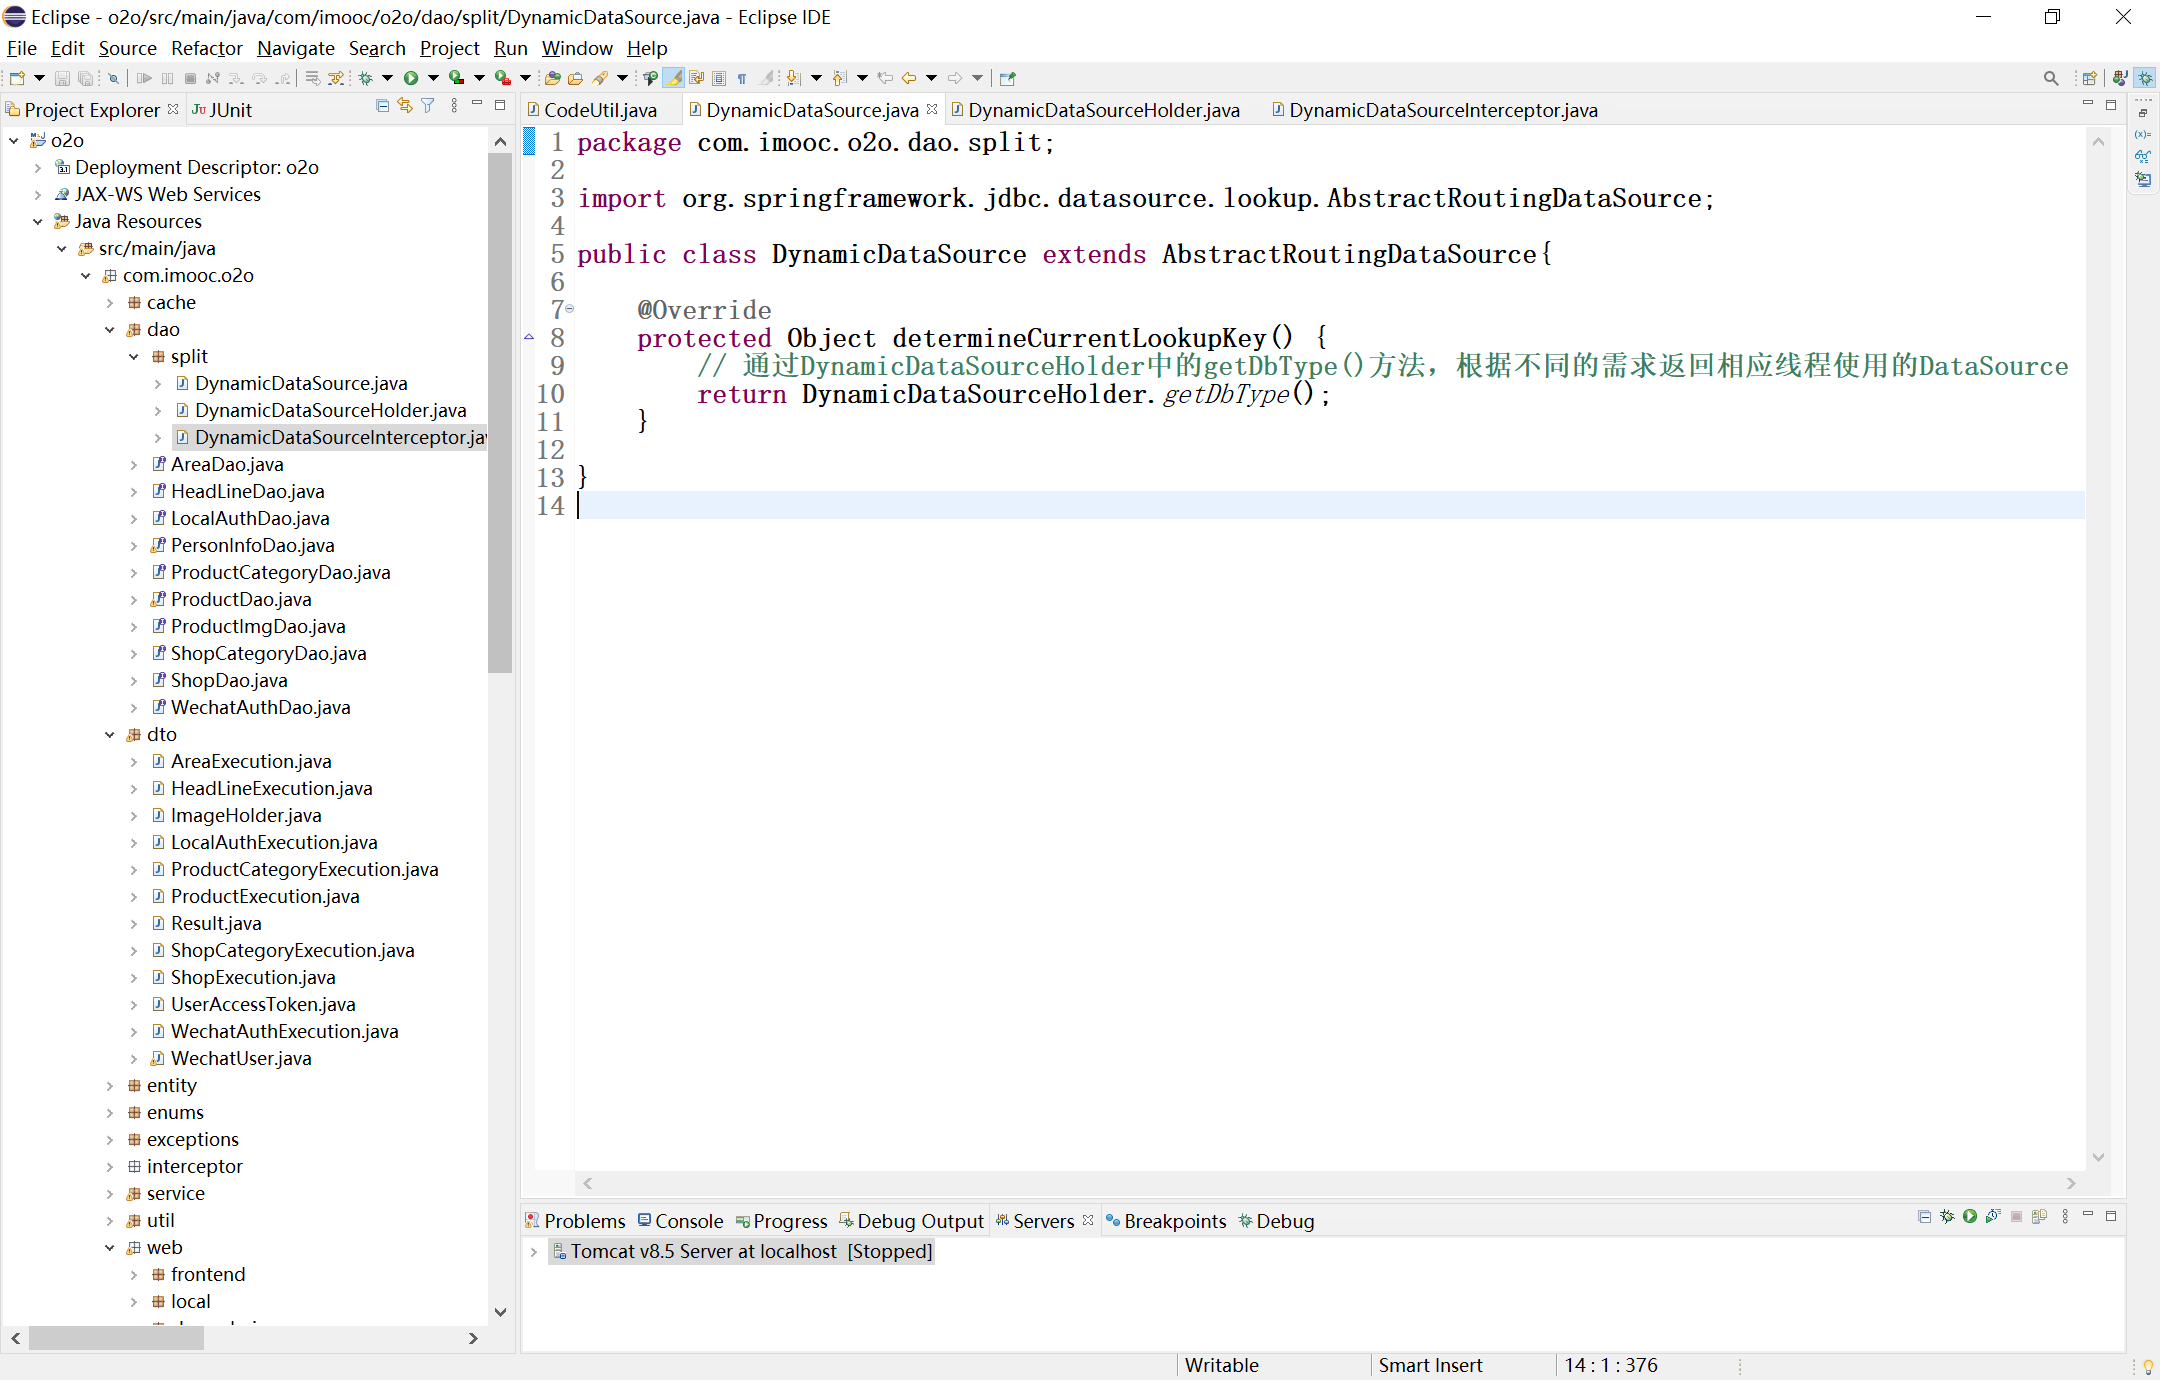 Eclipse - o2o/src/main/java/com/imooc/o2o/dao/split/DynamicDataSource.java - Eclipse IDE
File Edit Source Refactor Navigate Search Project Run Window Help
Project Explorer JUnit
o2o
Deployment Descriptor: o2o
JAX-WS Web Services
Java Resources
src/main/java
com.imooc.o2o
cache
dao
split
DynamicDataSource.java
DynamicDataSourceHolder.java
DynamicDataSourceInterceptor.jav
AreaDao.java
HeadLineDao.java
LocalAuthDao.java
PersonInfoDao.java
ProductCategoryDao.java
ProductDao.java
ProductImgDao.java
ShopCategoryDao.java
ShopDao.java
WechatAuthDao.java
dto
AreaExecution.java
HeadLineExecution.java
ImageHolder.java
LocalAuthExecution.java
ProductCategoryExecution.java
ProductExecution.java
Result.java
ShopCategoryExecution.java
ShopExecution.java
UserAccessToken.java
WechatAuthExecution.java
WechatUser.java
entity
enums
exceptions
interceptor
service
util
web
frontend
local
CodeUtil.java DynamicDataSource.java DynamicDataSourceHolder.java DynamicDataSourceInterceptor.java
1 package com.imooc.o2o.dao.split;
2
3 import org.springframework.jdbc.datasource.lookup.AbstractRoutingDataSource;
4
5 public class DynamicDataSource extends AbstractRoutingDataSource{
6
7 @Override
8 protected Object determineCurrentLookupKey() {
9 // 通过DynamicDataSourceHolder中的getDbType()方法，根据不同的需求返回相应线程使用的DataSource
10 return DynamicDataSourceHolder.getDbType();
11 }
12
13 }
14
Problems Console Progress Debug Output Servers Breakpoints Debug
Tomcat v8.5 Server at localhost [Stopped]
Writable Smart Insert 14 : 1 : 376